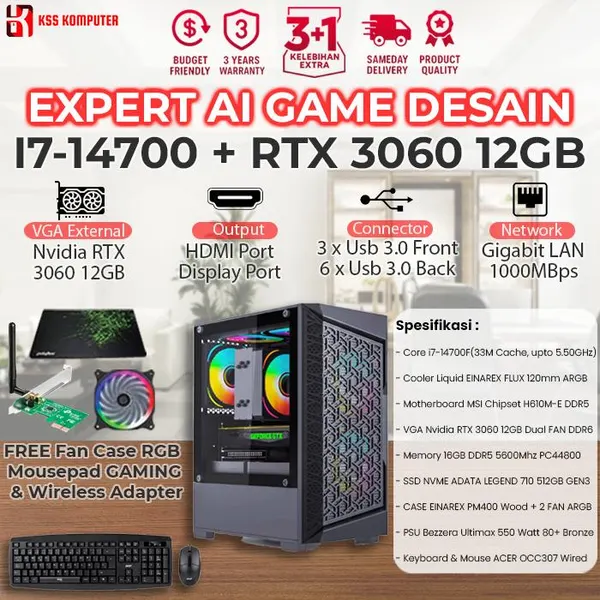 KSS KOMPUTER
BUDGET
FRIENDLY
3
3 YEARS
WARRANTY
3+1
KELEBIHAN
EXTRA
SAMEDAY
DELIVERY
PRODUCT
QUALITY
EXPERT AI GAME DESAIN
I7-14700 + RTX 3060 12GB
VGA External
Nvidia RTX
3060 12GB
Output
HDMI Port
Display Port
Connector
3 x Usb 3.0 Front
6 x Usb 3.0 Back
Network
Gigabit LAN
1000MBps
Spesifikasi :
- Core i7-14700F(33M Cache, upto 5.50GHz)
- Cooler Liquid EINAREX FLUX 120mm ARGB
- Motherboard MSI Chipset H610M-E DDR5
- VGA Nvidia RTX 3060 12GB Dual FAN DDR6
- Memory 16GB DDR5 5600Mhz PC44800
- SSD NVME ADATA LEGEND 710 512GB GEN3
- CASE EINAREX PM400 Wood + 2 FAN ARGB
- PSU Bezzera Ultimax 550 Watt 80+ Bronze
- Keyboard & Mouse ACER OCC307 Wired
GEFORCE GTX
FREE Fan Case RGB
Mousepad GAMING
& Wireless Adapter